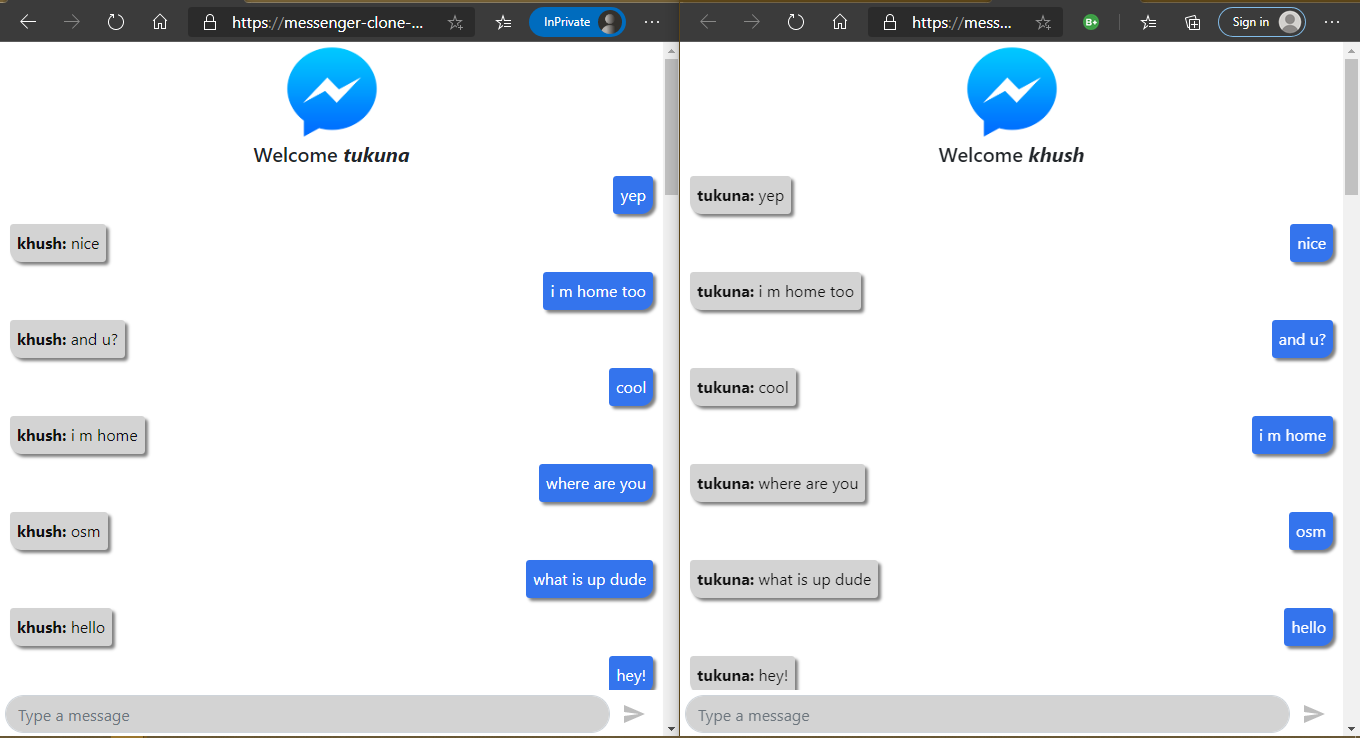 https://messenger-clone-...
InPrivate
Welcome tukuna
yep
khush: nice
i m home too
khush: and u?
cool
khush: i m home
where are you
khush: osm
what is up dude
khush: hello
hey!
Type a message
https://mess...
B+
Sign in
Welcome khush
tukuna: yep
nice
tukuna: i m home too
and u?
tukuna: cool
i m home
tukuna: where are you
osm
tukuna: what is up dude
hello
tukuna: hey!
Type a message